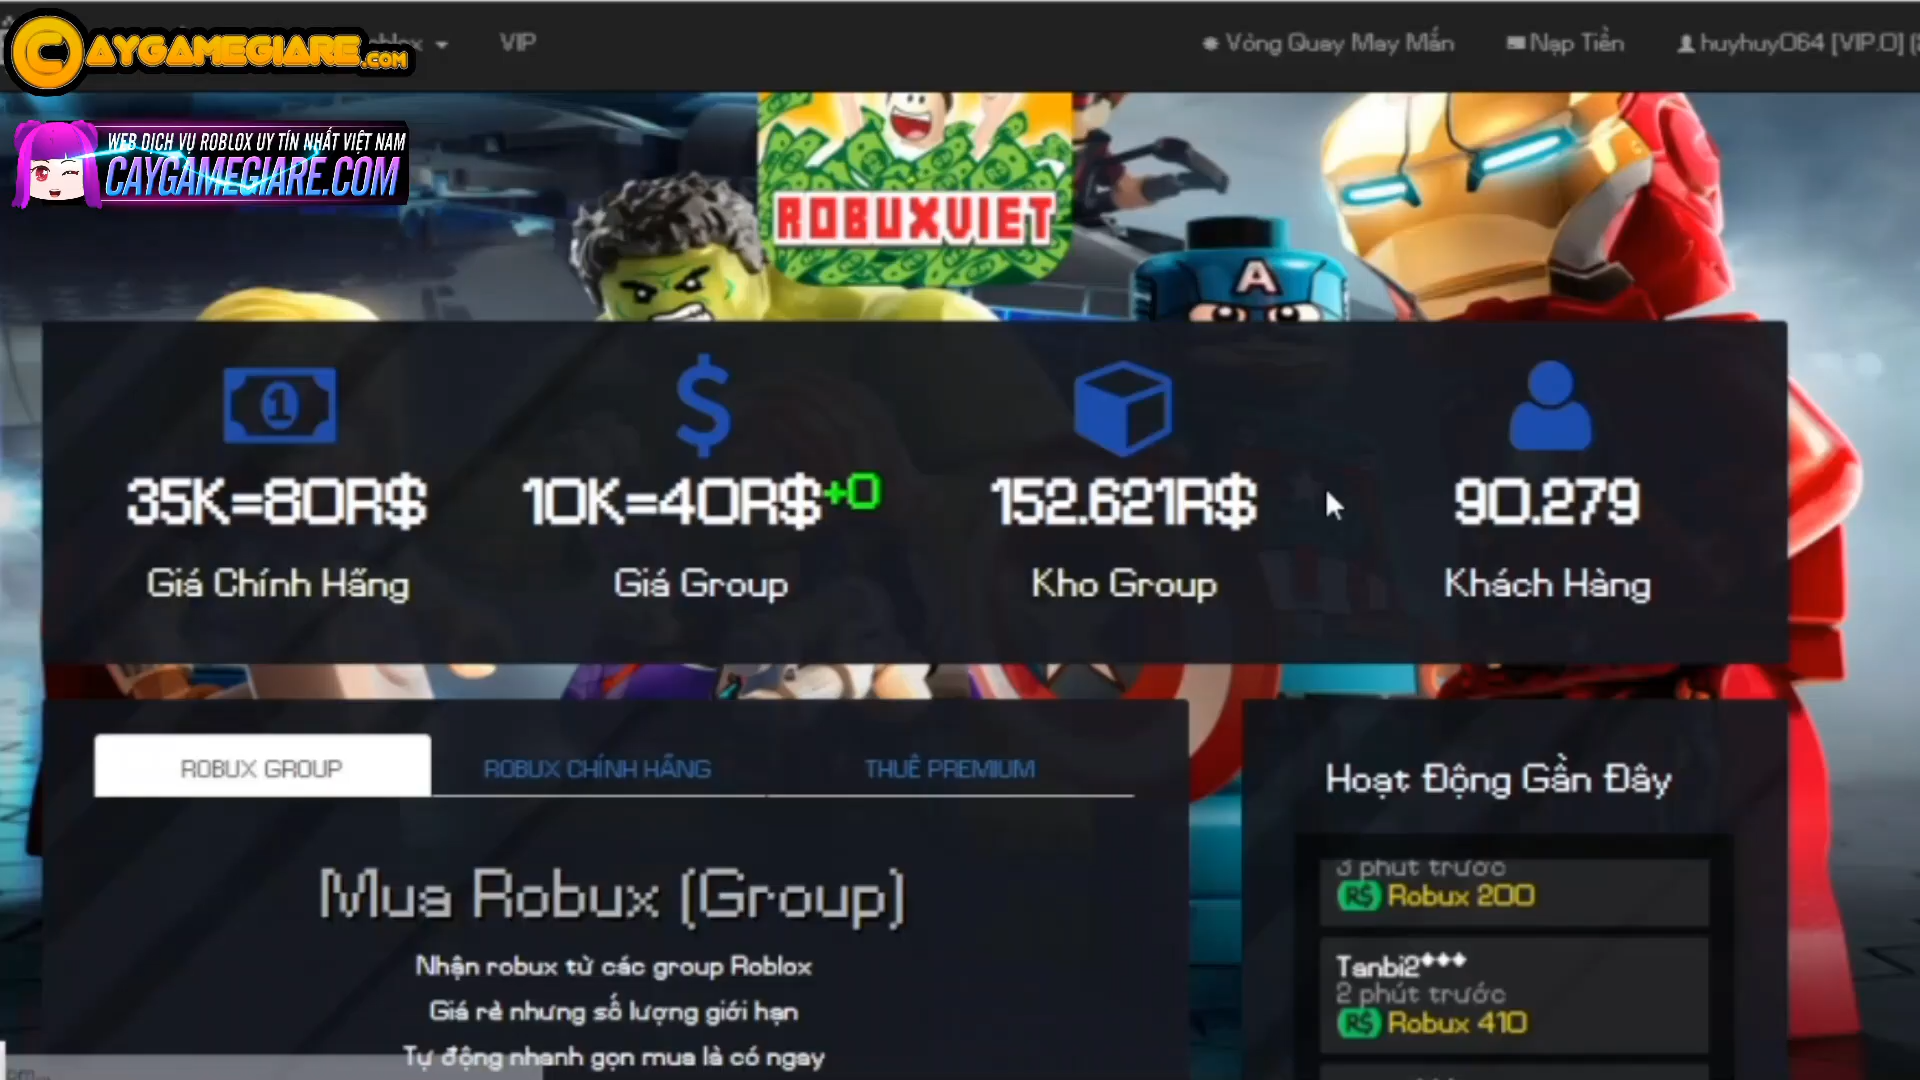 CAYGAMEGIARE.COM
VIP
Vòng Quay May Mắn
Nạp Tiền
huyhuy064 [VIP.0]
WEB DỊCH VỤ ROBLOX UY TÍN NHẤT VIỆT NAM
CAYGAMEGIARE.COM
ROBUXVIET
A
1
35K=80R$
10K=40R$+0
152.621R$
90.279
Giá Chính Hãng
Giá Group
Kho Group
Khách Hàng
ROBUX GROUP
ROBUX CHÍNH HÃNG
THUÊ PREMIUM
Mua Robux (Group)
Nhận robux từ các group Roblox
Giá rẻ nhưng số lượng giới hạn
Tự động nhanh gọn mua là có ngay
Hoạt Động Gần Đây
3 phút trước
R$ Robux 200
Tanbi2***
2 phút trước
R$ Robux 410